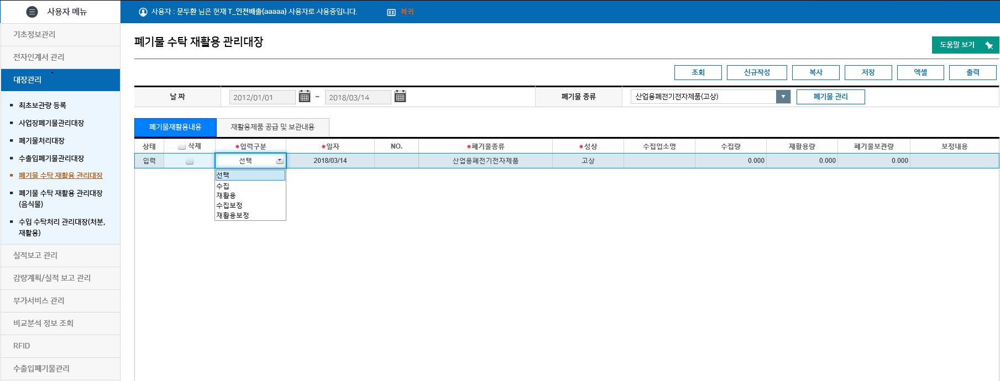 사용자 메뉴
사용자 : 문두환 님은 현재 T_인천배출(aaaaa) 사용자로 사용중입니다.
복귀
기초정보관리
전자인계서 관리
대장관리
최초보관량 등록
사업장폐기물관리대장
폐기물처리대장
수출입폐기물관리대장
폐기물 수탁 재활용 관리대장
폐기물 수탁 재활용 관리대장
(음식물)
수입 수탁처리 관리대장(처분,
재활용)
실적보고 관리
감량계획/실적 보고 관리
부가서비스 관리
비교분석 정보 조회
RFID
수출입폐기물관리
폐기물 수탁 재활용 관리대장
도움말 보기
조회 신규작성 복사 저장 엑셀 출력
날 짜 2012/01/01 ~ 2018/03/14 폐기물 종류 산업용폐전기전자제품(고상) 폐기물 관리
폐기물재활용내용 재활용제품 공급 및 보관내용
상태 삭제 *입력구분 *일자 NO. *폐기물종류 *성상 수집업소명 수집량 재활용량 폐기물보관량 보정내용
입력 선택 2018/03/14 산업용폐전기전자제품 고상 0.000 0.000 0.000
선택
수집
재활용
수집보정
재활용보정